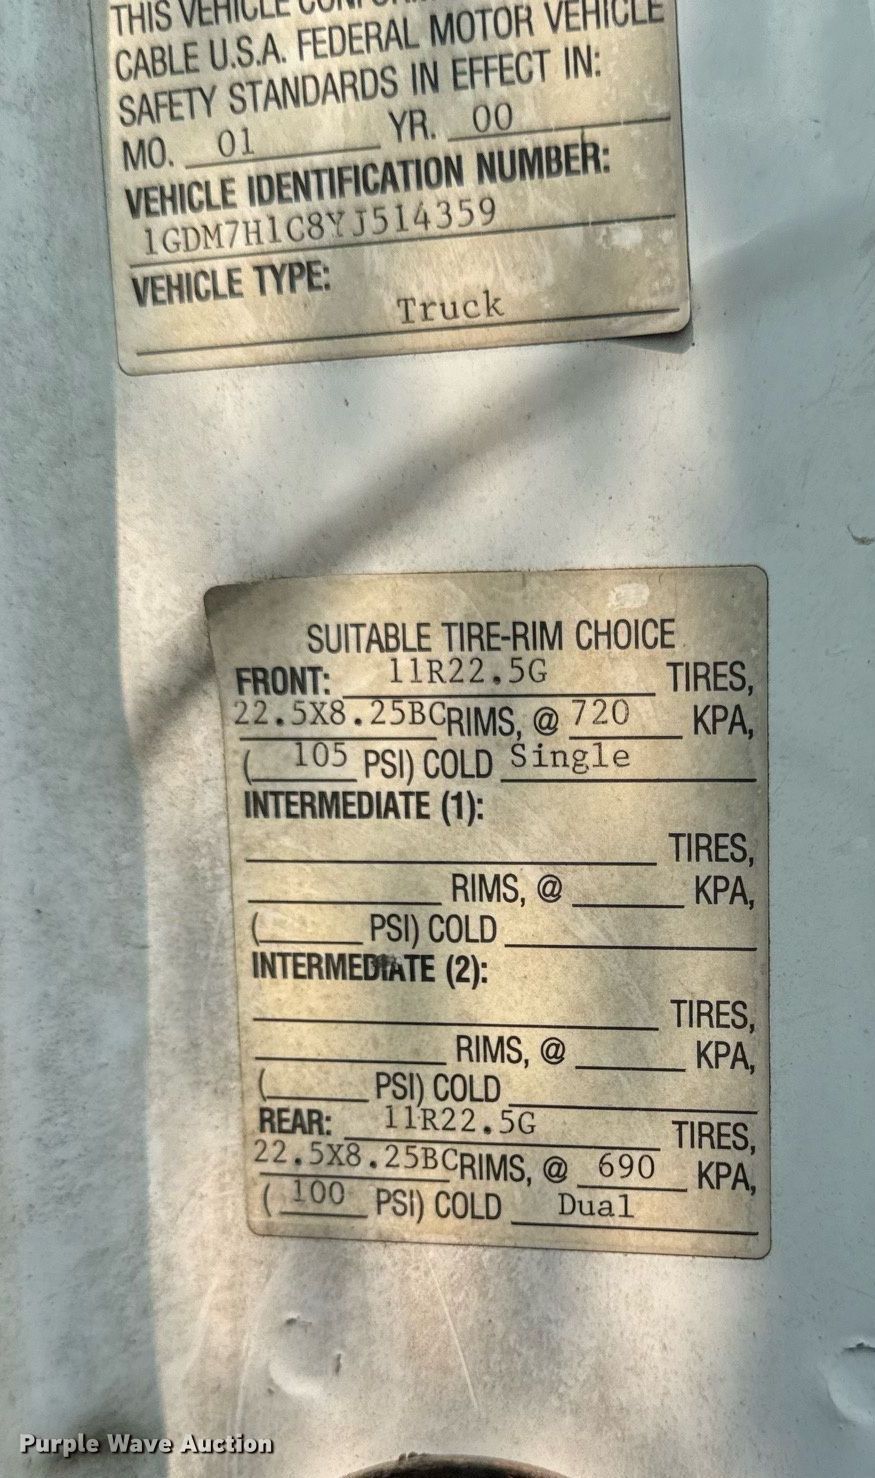 THIS VEHICLE
CABLE U.S.A. FEDERAL MOTOR VEHICLE
SAFETY STANDARDS IN EFFECT IN:
MO. 01 YR. 00
VEHICLE IDENTIFICATION NUMBER:
1GDM7H1C8YJ514359
VEHICLE TYPE:
Truck
SUITABLE TIRE-RIM CHOICE
FRONT: 11R22.5G TIRES,
22.5X8.25BC RIMS, @ 720 KPA,
( 105 PSI) COLD Single
INTERMEDIATE (1):
TIRES,
RIMS, @ KPA,
( PSI) COLD
INTERMEDIATE (2):
TIRES,
RIMS, @ KPA,
( PSI) COLD
REAR: 11R22.5G TIRES,
22.5X8.25BC RIMS, @ 690 KPA,
( 100 PSI) COLD Dual
Purple Wave Auction